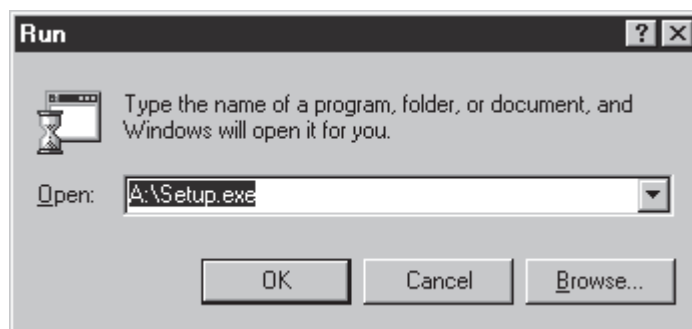 Run
Type the name of a program, folder, or document, and
Windows will open it for you.
Open: A:\Setup.exe
OK Cancel Browse...